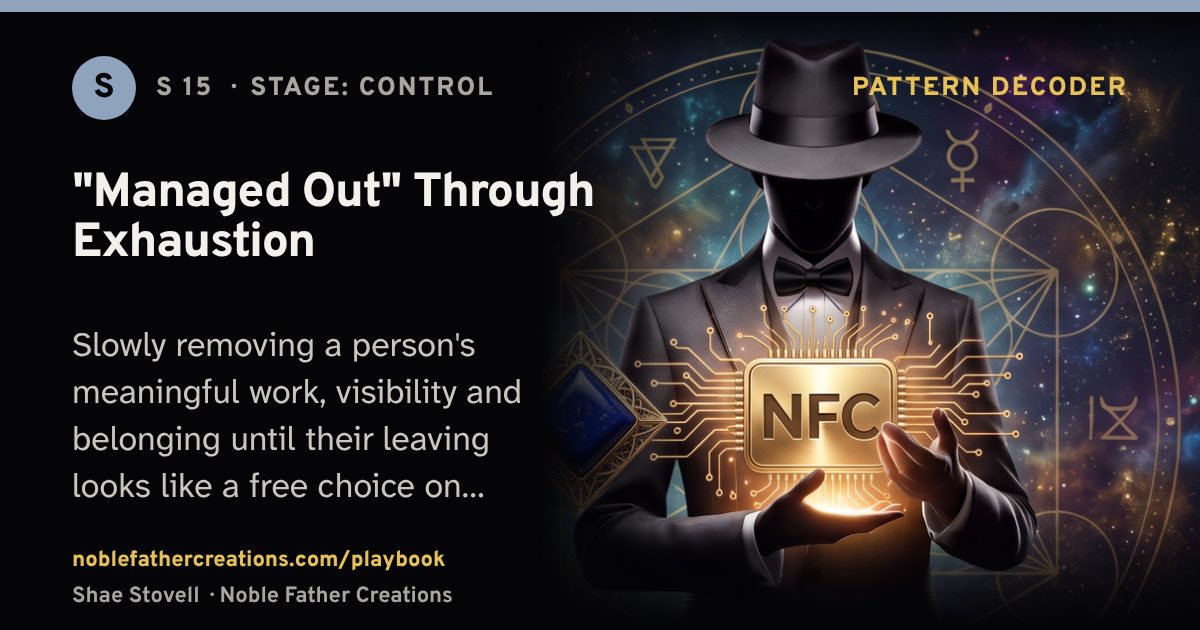 S
S 15 · STAGE: CONTROL
PATTERN DECODER
"Managed Out" Through
Exhaustion
Slowly removing a person's
meaningful work, visibility and
belonging until their leaving
looks like a free choice on...
NFC
noblefathercreations.com/playbook
Shae Stovell · Noble Father Creations